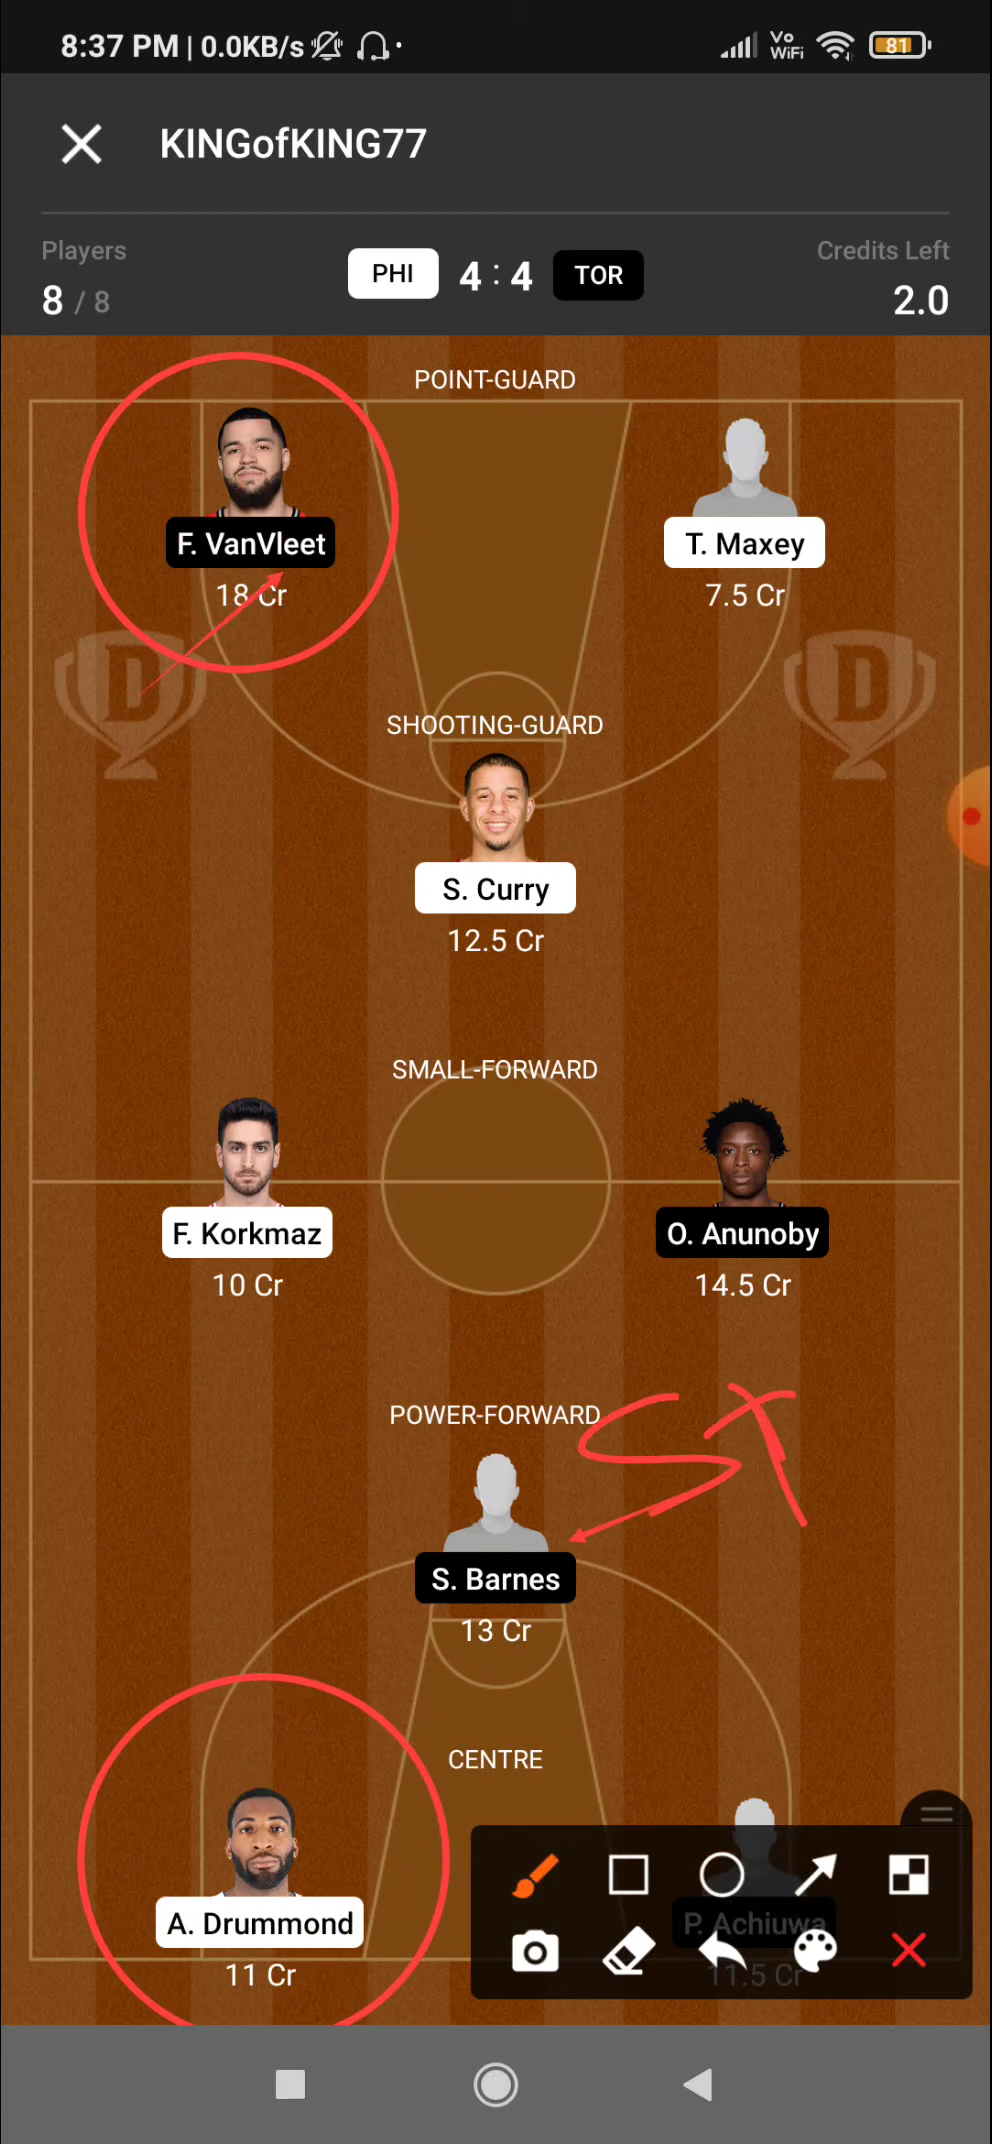 8:37 PM | 0.0KB/s
Vo WiFi 81
KINGofKING77
Players
Credits Left
8 / 8
PHI 4 : 4 TOR
2.0
POINT-GUARD
F. VanVleet
T. Maxey
18 Cr
7.5 Cr
D D
SHOOTING-GUARD
S. Curry
12.5 Cr
SMALL-FORWARD
F. Korkmaz
O. Anunoby
10 Cr
14.5 Cr
POWER-FORWARD
S. Barnes
13 Cr
CENTRE
A. Drummond
P. Achiuwa
11 Cr
11.5 Cr